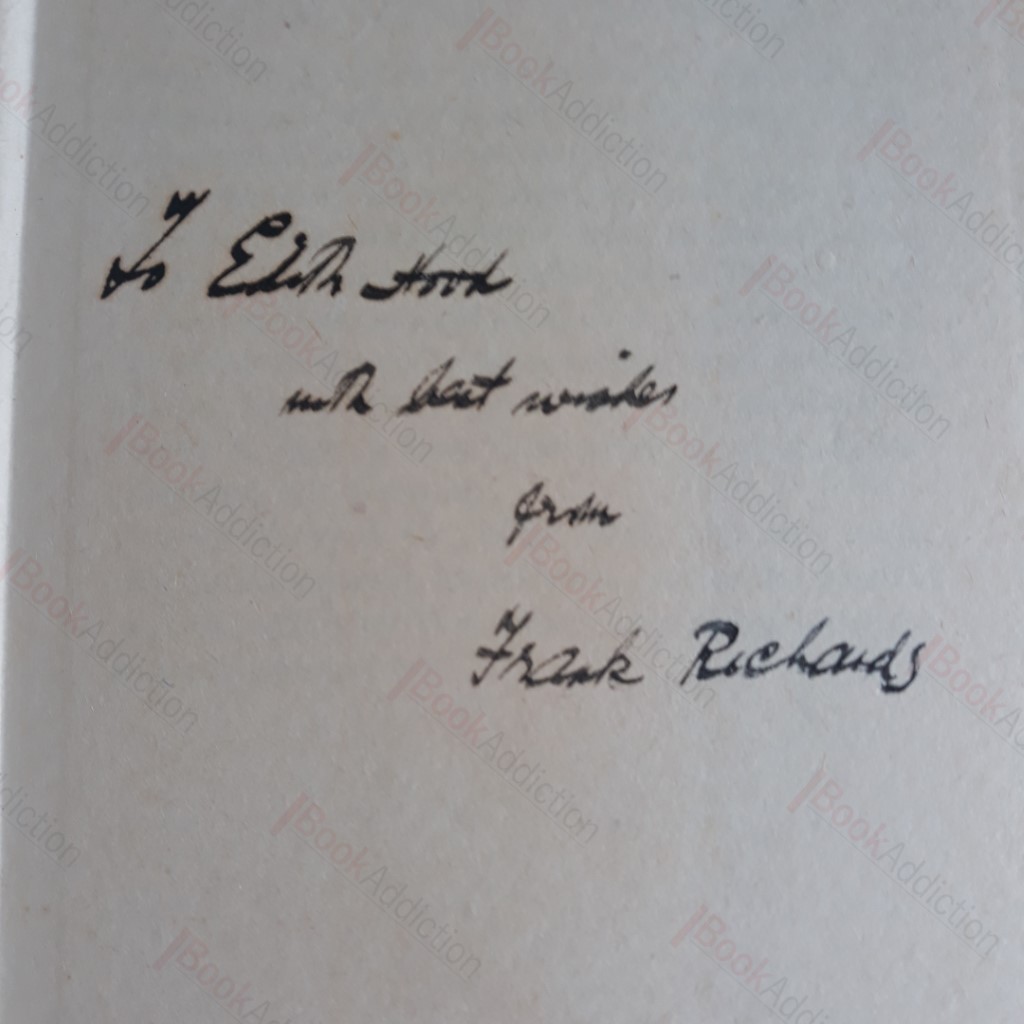 To Edith Hood
with best wishes
from
Frank Richards
BookAddiction